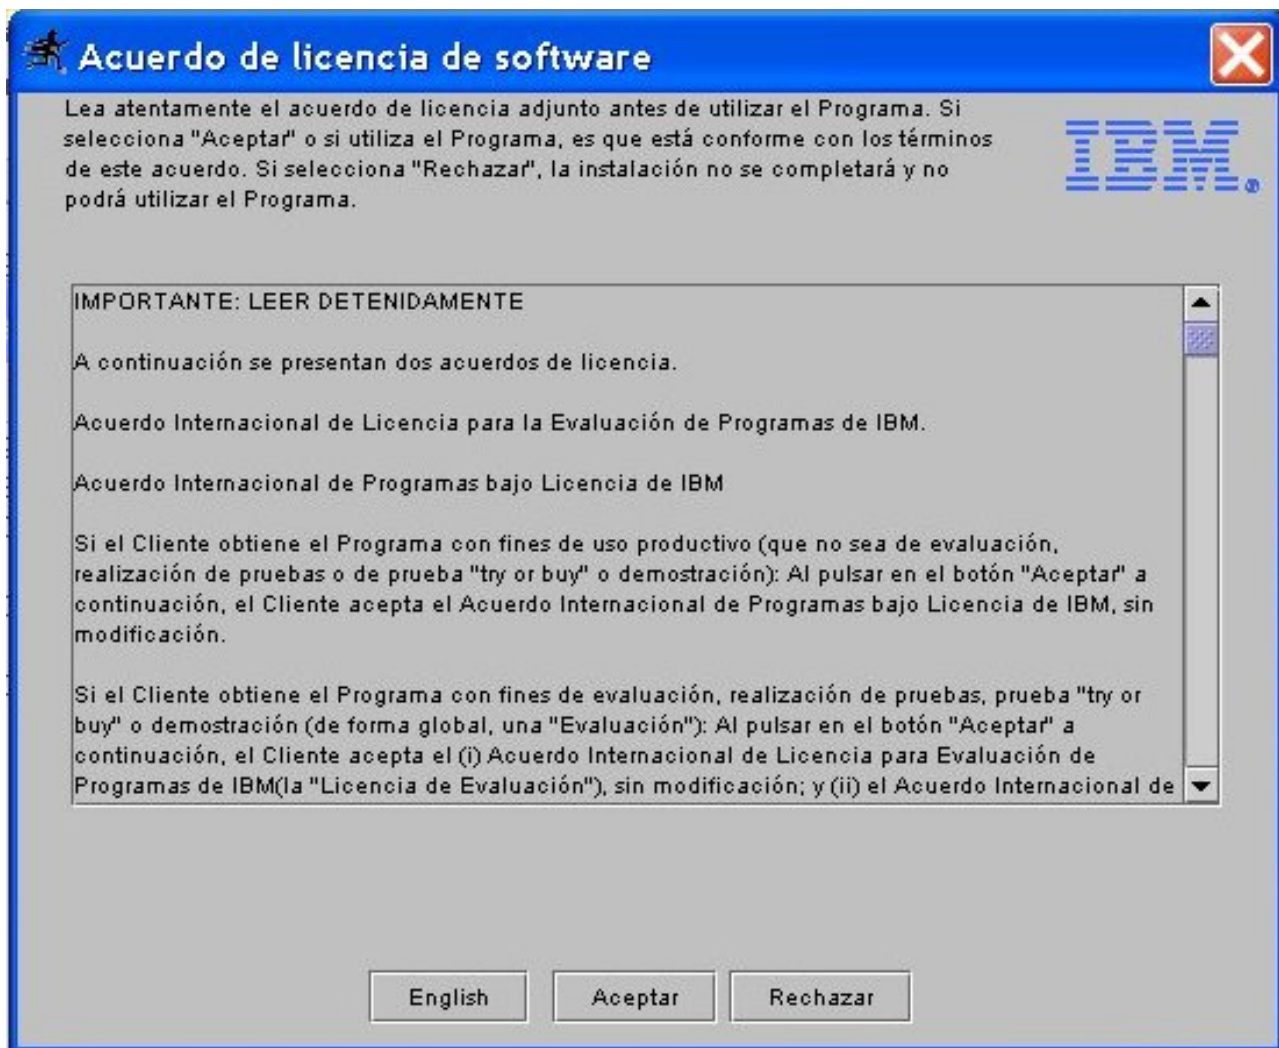 Acuerdo de licencia de software
Lea atentamente el acuerdo de licencia adjunto antes de utilizar el Programa. Si
selecciona "Aceptar" o si utiliza el Programa, es que está conforme con los términos
de este acuerdo. Si selecciona "Rechazar", la instalación no se completará y no
podrá utilizar el Programa.
IBM®
IMPORTANTE: LEER DETENIDAMENTE
A continuación se presentan dos acuerdos de licencia.
Acuerdo Internacional de Licencia para la Evaluación de Programas de IBM.
Acuerdo Internacional de Programas bajo Licencia de IBM
Si el Cliente obtiene el Programa con fines de uso productivo (que no sea de evaluación,
realización de pruebas o de prueba "try or buy" o demostración): Al pulsar en el botón "Aceptar" a
continuación, el Cliente acepta el Acuerdo Internacional de Programas bajo Licencia de IBM, sin
modificación.
Si el Cliente obtiene el Programa con fines de evaluación, realización de pruebas, prueba "try or
buy" o demostración (de forma global, una "Evaluación"): Al pulsar en el botón "Aceptar" a
continuación, el Cliente acepta el (i) Acuerdo Internacional de Licencia para Evaluación de
Programas de IBM(la "Licencia de Evaluación"), sin modificación; y (ii) el Acuerdo Internacional de
English
Aceptar
Rechazar